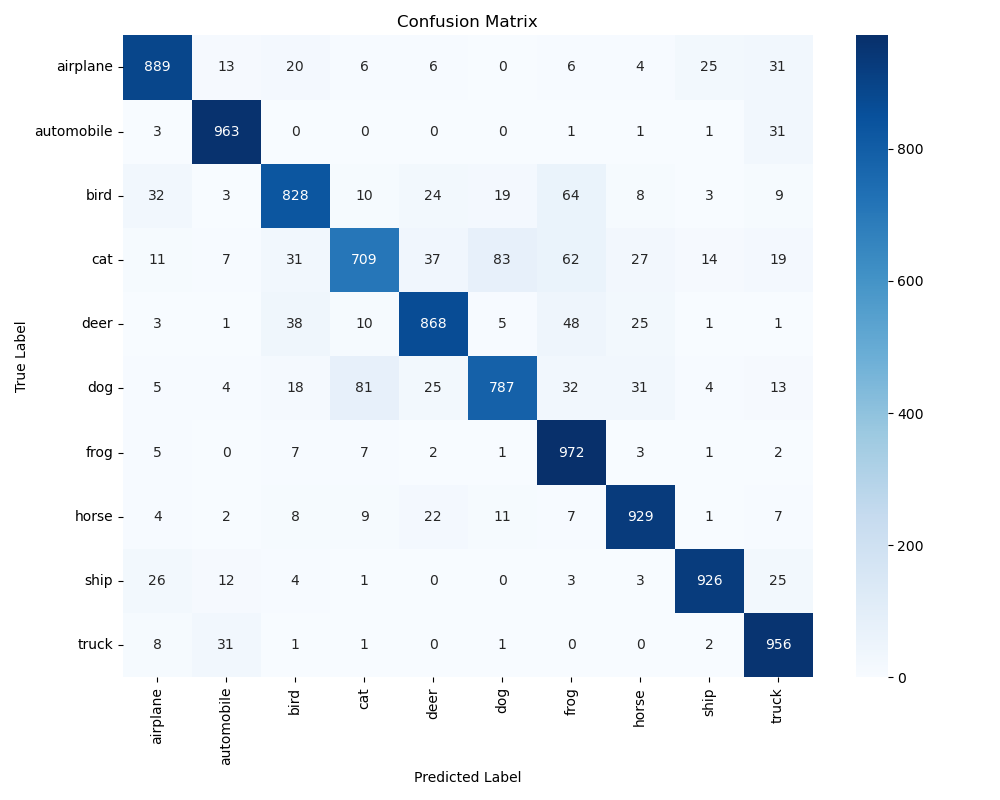 Confusion Matrix
airplane 889 13 20 6 6 0 6 4 25 31
automobile 3 963 0 0 0 0 1 1 1 31
bird 32 3 828 10 24 19 64 8 3 9
cat 11 7 31 709 37 83 62 27 14 19
deer 3 1 38 10 868 5 48 25 1 1
dog 5 4 18 81 25 787 32 31 4 13
frog 5 0 7 7 2 1 972 3 1 2
horse 4 2 8 9 22 11 7 929 1 7
ship 26 12 4 1 0 0 3 3 926 25
truck 8 31 1 1 0 1 0 0 2 956
airplane automobile bird cat deer dog frog horse ship truck
Predicted Label
True Label
800
600
400
200
0